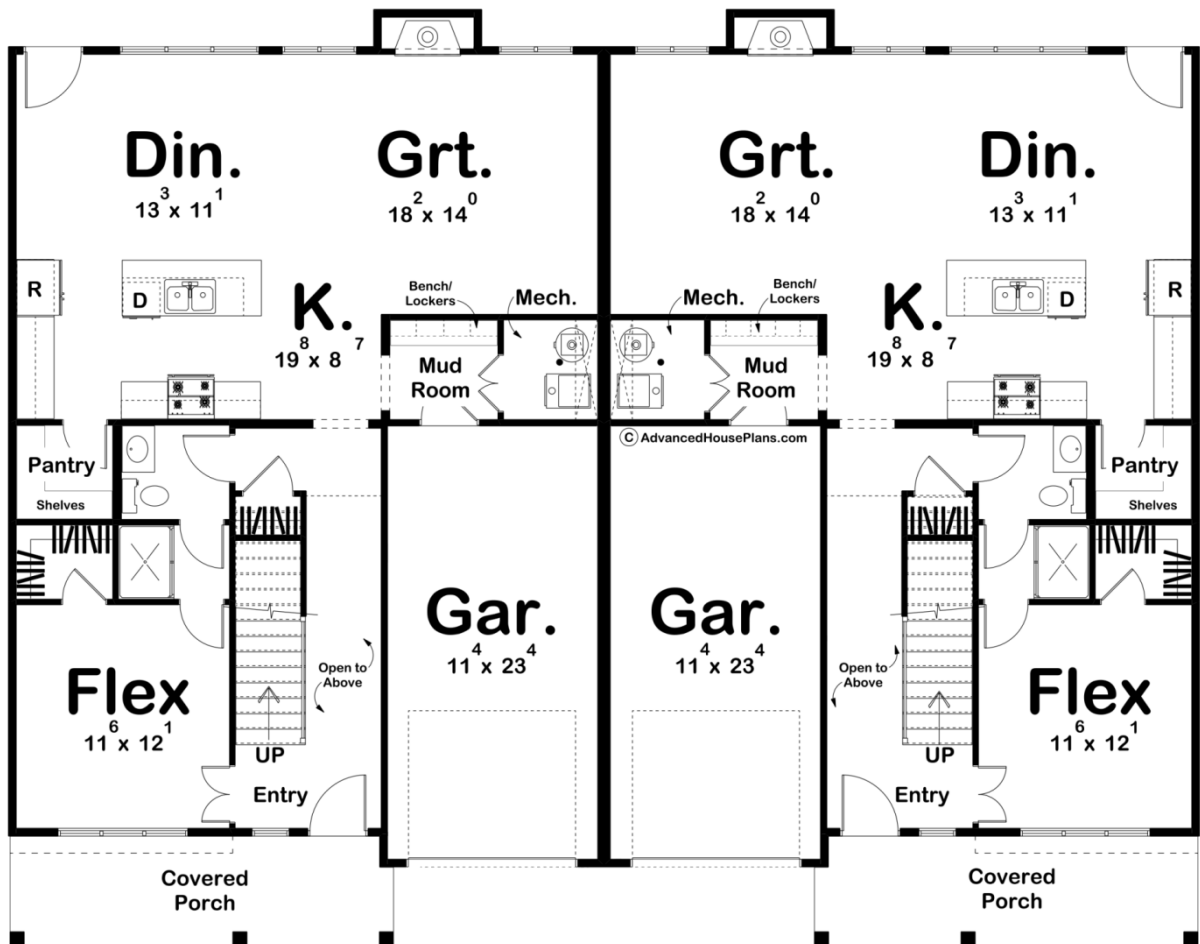 Din.
13³ x 11¹
Grt.
18² x 14⁰
Grt.
18² x 14⁰
Din.
13³ x 11¹
R
D
K.
19⁸ x 8⁷
Bench/
Lockers
Mech.
Mud
Room
Mech.
Bench/
Lockers
Mud
Room
K.
19⁸ x 8⁷
D
R
Pantry
Shelves
© AdvancedHousePlans.com
Pantry
Shelves
Flex
11⁶ x 12¹
Open to
Above
UP
Entry
Gar.
11⁴ x 23⁴
Gar.
11⁴ x 23⁴
Open to
Above
UP
Entry
Flex
11⁶ x 12¹
Covered
Porch
Covered
Porch